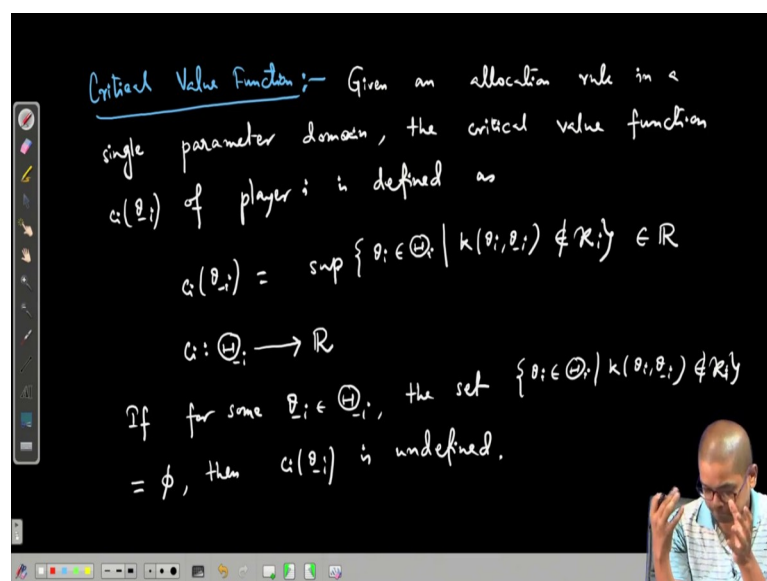 Critical Value Function :- Given an allocation rule in a
single parameter domain, the critical value function
cᵢ(θ₋ᵢ) of player i is defined as
cᵢ(θ₋ᵢ) = sup { θᵢ ∈ Θᵢ | k(θᵢ, θ₋ᵢ) ∉ 𝒦ᵢ } ∈ ℝ
cᵢ : Θ₋ᵢ → ℝ
If for some θ₋ᵢ ∈ Θ₋ᵢ, the set { θᵢ ∈ Θᵢ | k(θᵢ, θ₋ᵢ) ∉ 𝒦ᵢ }
= ϕ, then cᵢ(θ₋ᵢ) is undefined.